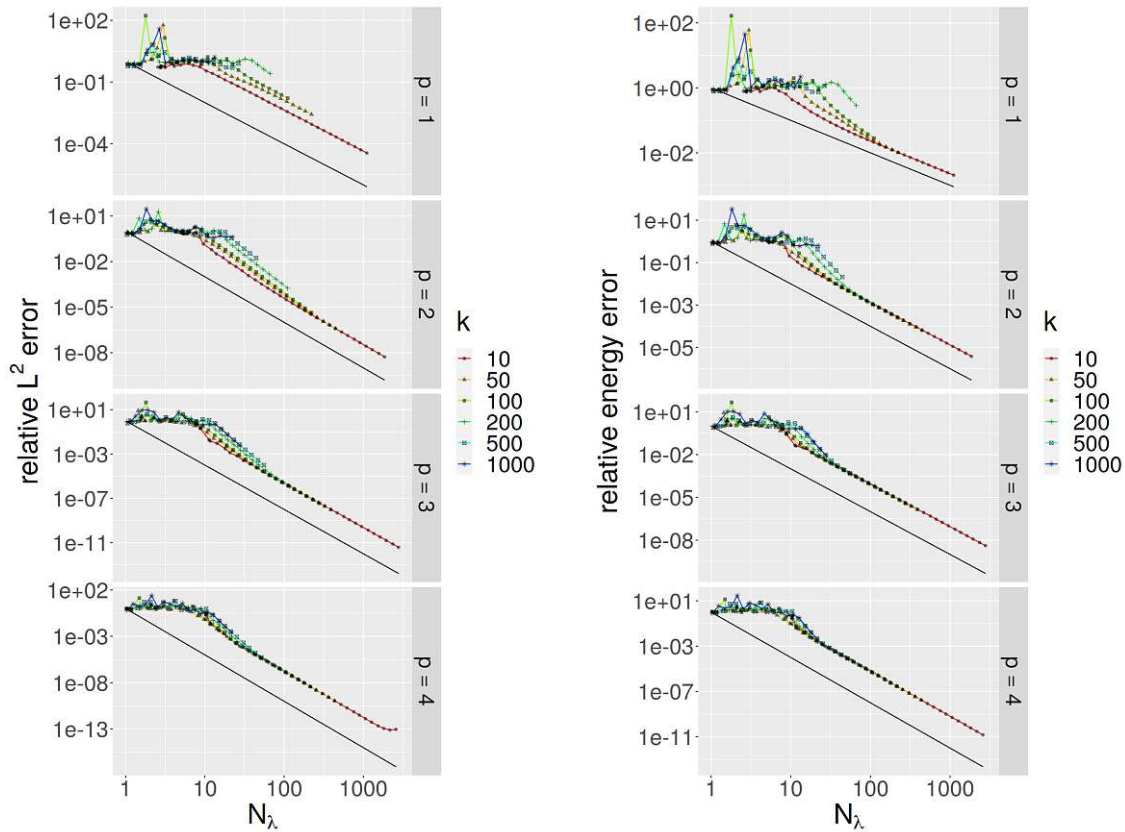 relative L² error
1e+02
1e-01
1e-04
p = 1
1e+01
1e-02
1e-05
1e-08
p = 2
1e+01
1e-03
1e-07
1e-11
p = 3
1e+02
1e-03
1e-08
1e-13
p = 4
1
10
100
1000
N_λ
k
10
50
100
200
500
1000
relative energy error
1e+02
1e+00
1e-02
p = 1
1e+01
1e-01
1e-03
1e-05
p = 2
1e+01
1e-02
1e-05
1e-08
p = 3
1e+01
1e-03
1e-07
1e-11
p = 4
1
10
100
1000
N_λ
k
10
50
100
200
500
1000